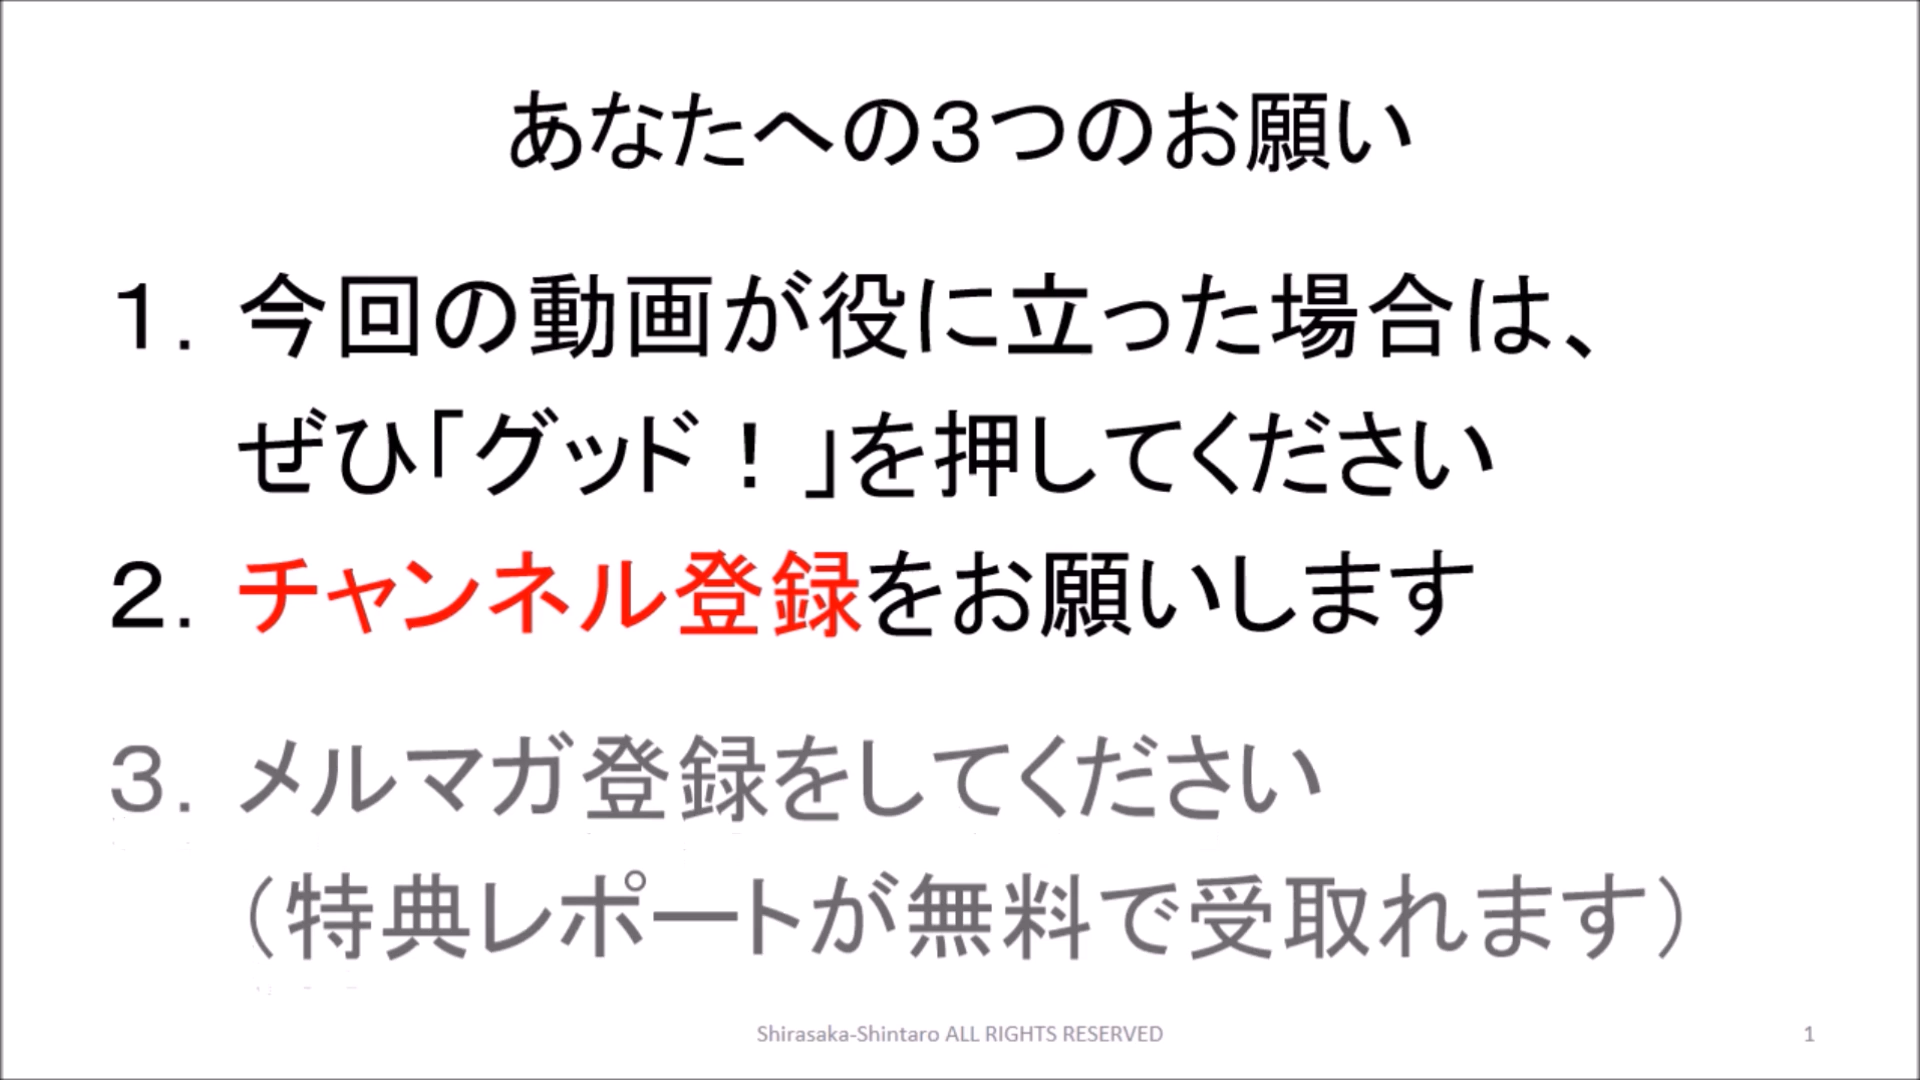 あなたへの３つのお願い
１．今回の動画が役に立った場合は、
ぜひ「グッド！」を押してください
２．チャンネル登録をお願いします
３．メルマガ登録をしてください
（特典レポートが無料で受取れます）
Shirasaka-Shintaro ALL RIGHTS RESERVED
1